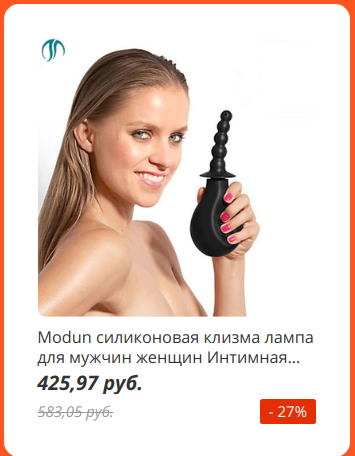 Modun силиконовая клизма лампа
для мужчин женщин Интимная...
425,97 руб.
583,05 руб.
- 27%